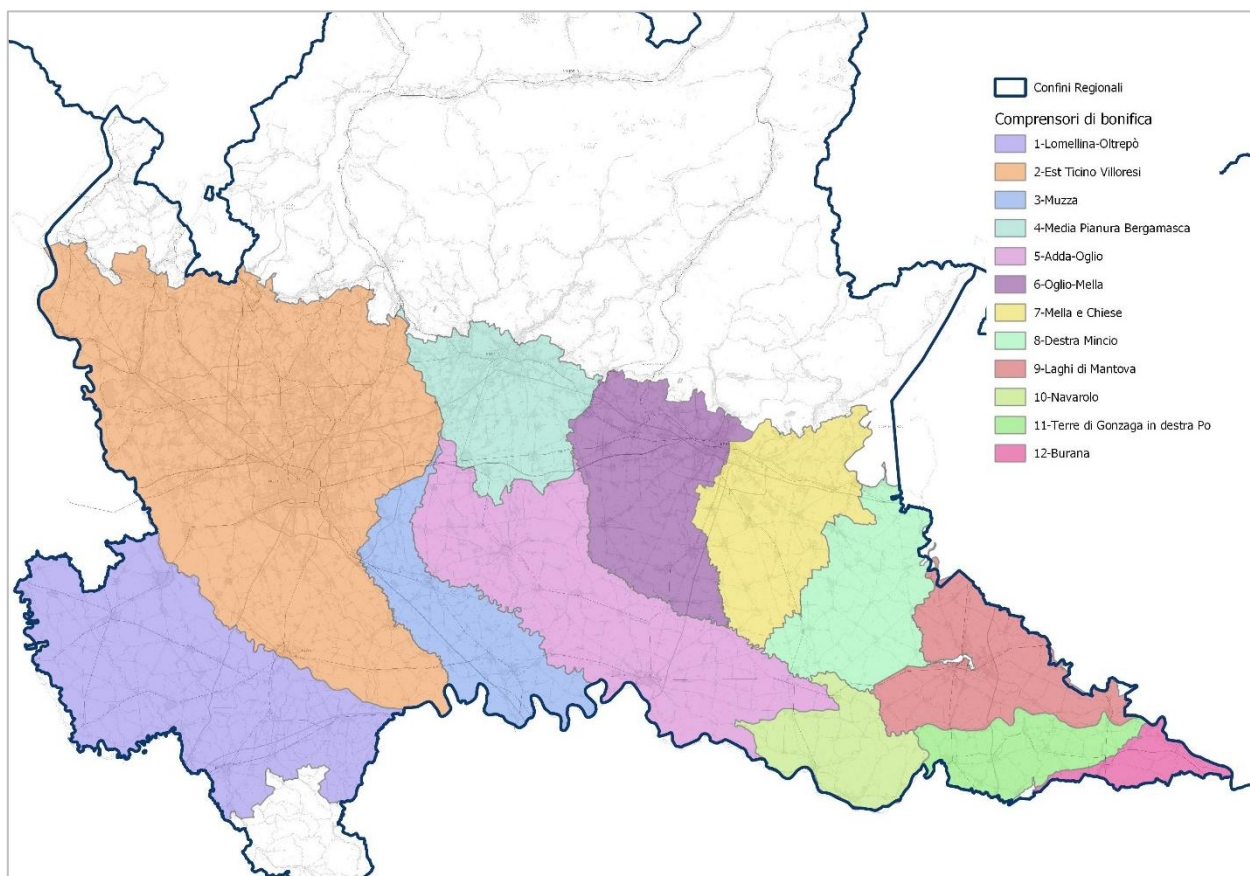 Confini Regionali
Comprensori di bonifica
1-Lomellina-Oltrepò
2-Est Ticino Villoresi
3-Muzza
4-Media Pianura Bergamasca
5-Adda-Oglio
6-Oglio-Mella
7-Mella e Chiese
8-Destra Mincio
9-Laghi di Mantova
10-Navarolo
11-Terre di Gonzaga in destra Po
12-Burana